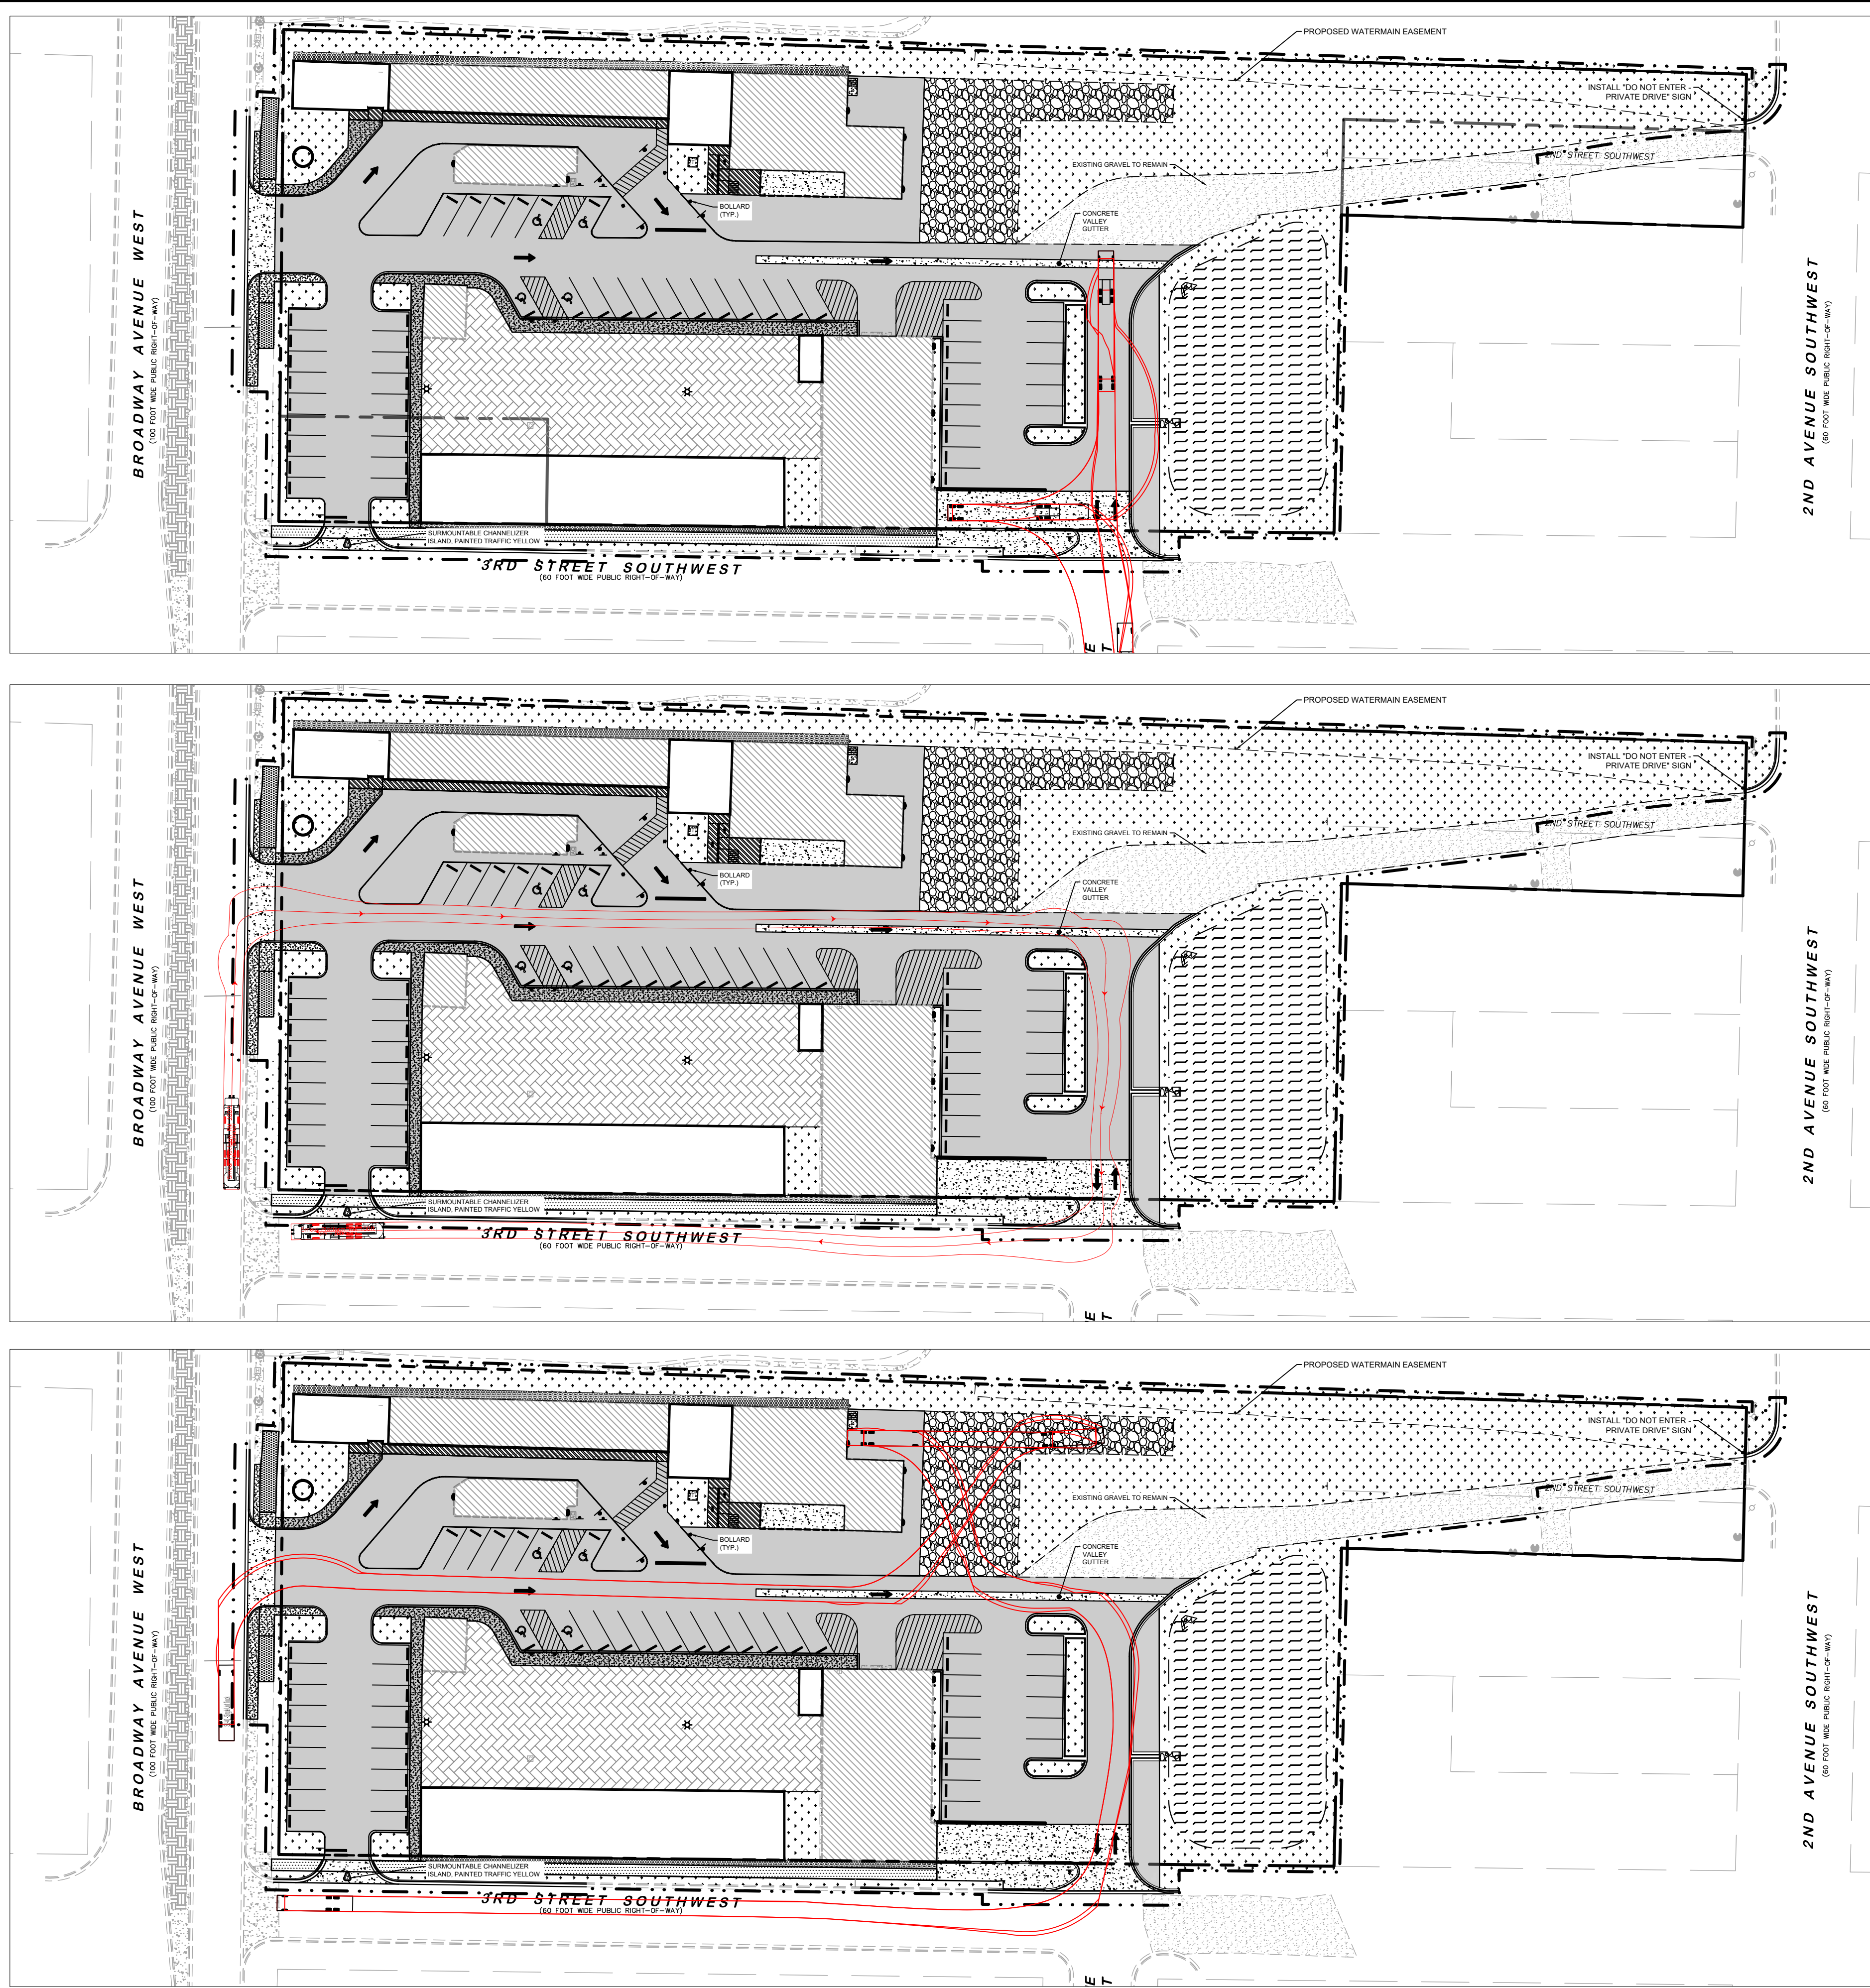 PROPOSED WATERMAIN EASEMENT
INSTALL "DO NOT ENTER -
PRIVATE DRIVE" SIGN
2ND STREET SOUTHWEST
EXISTING GRAVEL TO REMAIN
BOLLARD
(TYP.)
CONCRETE
VALLEY
GUTTER
BROADWAY AVENUE WEST
(100 FOOT WIDE PUBLIC RIGHT-OF-WAY)
2ND AVENUE SOUTHWEST
(60 FOOT WIDE PUBLIC RIGHT-OF-WAY)
SURMOUNTABLE CHANNELIZER
ISLAND, PAINTED TRAFFIC YELLOW
3RD STREET SOUTHWEST
(60 FOOT WIDE PUBLIC RIGHT-OF-WAY)
E
T
PROPOSED WATERMAIN EASEMENT
INSTALL "DO NOT ENTER -
PRIVATE DRIVE" SIGN
2ND STREET SOUTHWEST
EXISTING GRAVEL TO REMAIN
BOLLARD
(TYP.)
CONCRETE
VALLEY
GUTTER
BROADWAY AVENUE WEST
(100 FOOT WIDE PUBLIC RIGHT-OF-WAY)
2ND AVENUE SOUTHWEST
(60 FOOT WIDE PUBLIC RIGHT-OF-WAY)
SURMOUNTABLE CHANNELIZER
ISLAND, PAINTED TRAFFIC YELLOW
3RD STREET SOUTHWEST
(60 FOOT WIDE PUBLIC RIGHT-OF-WAY)
E
T
PROPOSED WATERMAIN EASEMENT
INSTALL "DO NOT ENTER -
PRIVATE DRIVE" SIGN
2ND STREET SOUTHWEST
EXISTING GRAVEL TO REMAIN
BOLLARD
(TYP.)
CONCRETE
VALLEY
GUTTER
BROADWAY AVENUE WEST
(100 FOOT WIDE PUBLIC RIGHT-OF-WAY)
2ND AVENUE SOUTHWEST
(60 FOOT WIDE PUBLIC RIGHT-OF-WAY)
SURMOUNTABLE CHANNELIZER
ISLAND, PAINTED TRAFFIC YELLOW
3RD STREET SOUTHWEST
(60 FOOT WIDE PUBLIC RIGHT-OF-WAY)
E
T